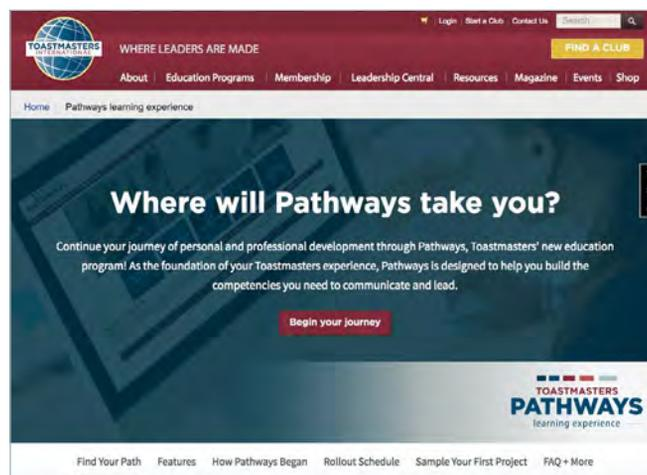 Login Start a Club Contact Us Search
TOASTMASTERS
INTERNATIONAL
WHERE LEADERS ARE MADE
FIND A CLUB
About Education Programs Membership Leadership Central Resources Magazine Events Shop
Home Pathways learning experience
Where will Pathways take you?
Continue your journey of personal and professional development through Pathways, Toastmasters' new education
program! As the foundation of your Toastmasters experience, Pathways is designed to help you build the
competencies you need to communicate and lead.
Begin your journey
TOASTMASTERS
PATHWAYS
learning experience
Find Your Path Features How Pathways Began Rollout Schedule Sample Your First Project FAQ + More